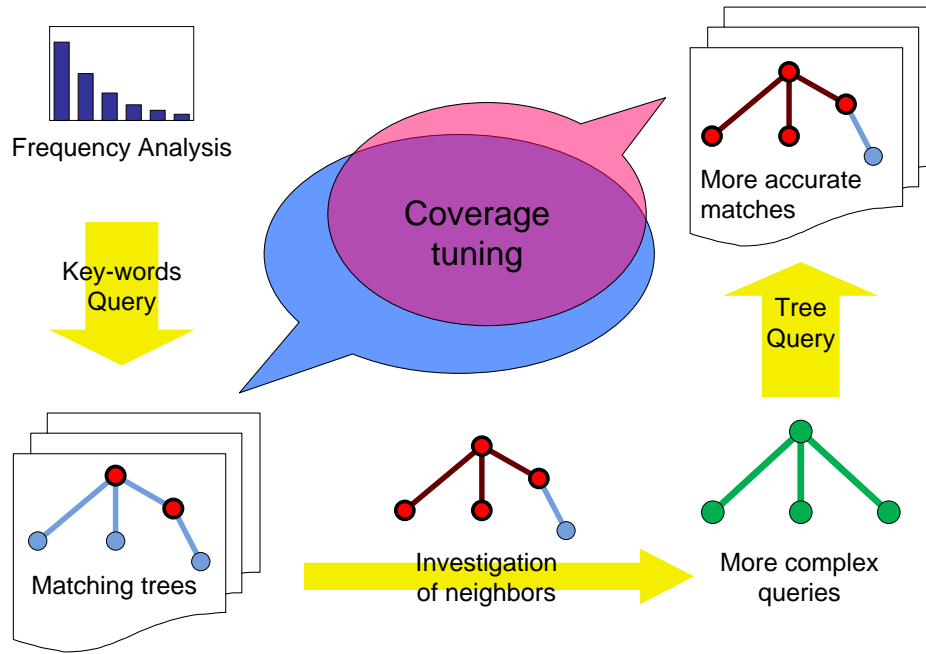 Frequency Analysis
Key-words
Query
Matching trees
Coverage
tuning
Investigation
of neighbors
More complex
queries
Tree
Query
More accurate
matches